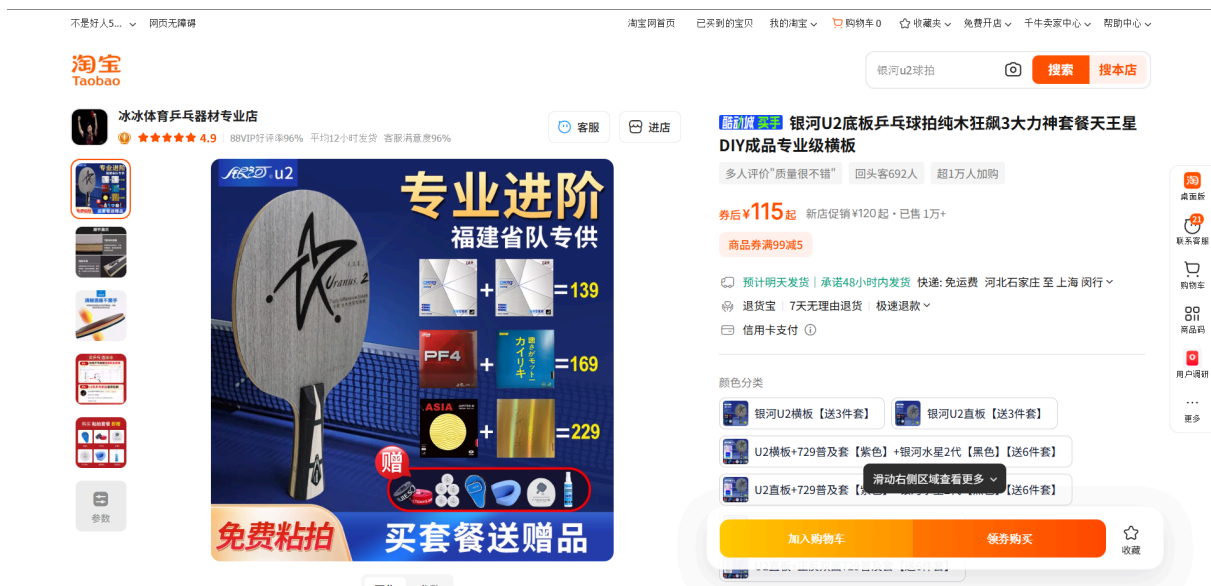 不是好人5...
网页无障碍
淘宝网首页
已买到的宝贝
我的淘宝
购物车 0
收藏夹
免费开店
千牛卖家中心
帮助中心
淘宝
Taobao
银河u2球拍
搜索
搜本店
冰冰体育乒乓器材专业店
4.9
88VIP好评率96% 平均12小时发货 客服满意度96%
客服
进店
u2
专业进阶
福建省队专供
Uranus. 2
+
=139
PF4
+
=169
ASIA
+
=229
赠
免费粘拍
买套餐送赠品
参数
酷动城 买手 银河U2底板乒乓球拍纯木狂飙3大力神套餐天王星
DIY成品专业级横板
多人评价"质量很不错"
回头客692人
超1万人加购
券后¥115起 新店促销¥120起·已售 1万+
商品券满99减5
预计明天发货 | 承诺48小时内发货 快递: 免运费 河北石家庄 至 上海 闵行
退货宝 7天无理由退货 极速退款
信用卡支付
颜色分类
银河U2横板【送3件套】
银河U2直板【送3件套】
U2横板+729普及套【紫色】+银河水星2代【黑色】【送6件套】
U2直板+729普及套【
【送6件套】
滑动右侧区域查看更多
加入购物车
领券购买
收藏
淘
桌面版
21
联系客服
购物车
商品码
用户调研
更多